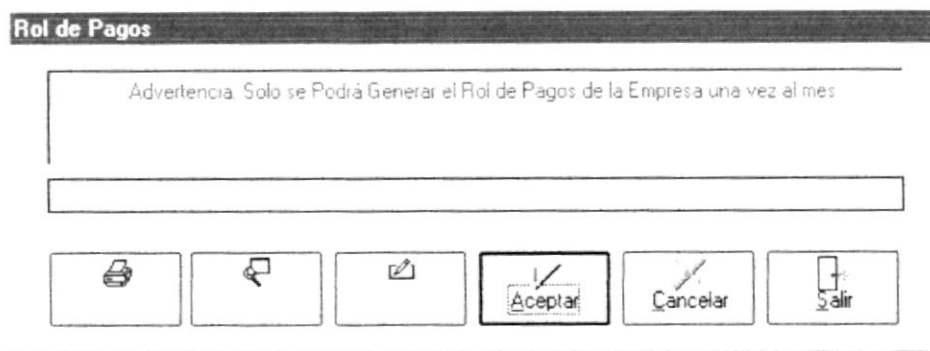 Rol de Pagos
Advertencia. Solo se Podrá Generar el Rol de Pagos de la Empresa una vez al mes
Aceptar
Cancelar
Salir